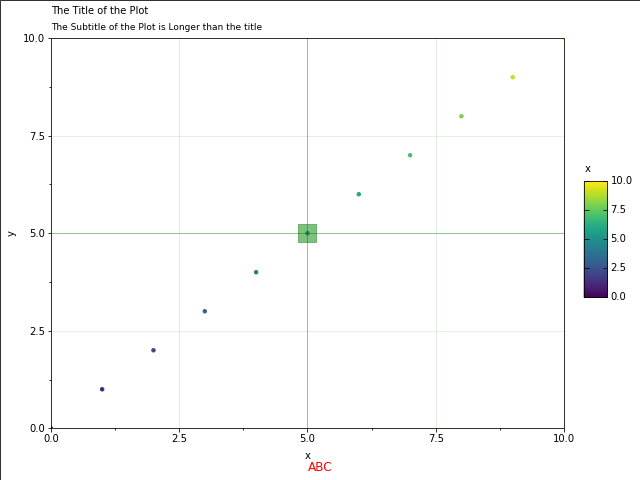 The Title of the Plot
The Subtitle of the Plot is Longer than the title
10.0
7.5
5.0
2.5
0.0
y
0.0 2.5 5.0 7.5 10.0
x
ABC
x
10.0
7.5
5.0
2.5
0.0